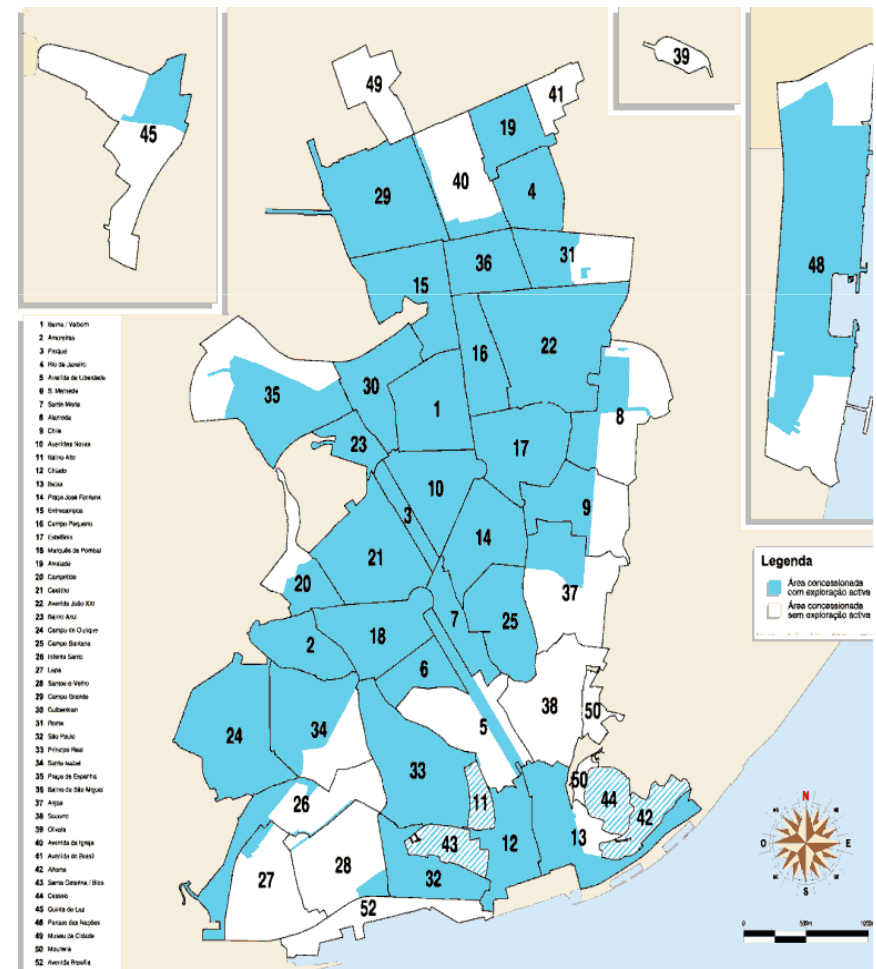 49
39
41
19
45
40
29
4
36
31
15
48
16
22
30
35
1
8
17
23
10
9
3
14
21
20
37
7
25
18
2
6
38
50
5
24
34
33
50
26
11
44
42
43
13
12
28
32
27
52
1 Berna / Valbom
2 Amoreiras
3 Parque
4 Rio de Janeiro
5 Avenida da Liberdade
6 S. Mamede
7 Santa Marta
8 Alameda
9 Chile
10 Avenidas Novas
11 Bairro Alto
12 Chiado
13 Baixa
14 Praça José Fontana
15 Entrecampos
16 Campo Pequeno
17 Estefânia
18 Marquês de Pombal
19 Alvalade
20 Campolide
21 Castilho
22 Avenida João XXI
23 Bairro Azul
24 Campo de Ourique
25 Campo Santana
26 Infante Santo
27 Lapa
28 Santos-o-Velho
29 Campo Grande
30 Gulbenkian
31 Roma
32 São Paulo
33 Príncipe Real
34 Santa Isabel
35 Praça de Espanha
36 Bairro de São Miguel
37 Anjos
38 Socorro
39 Olivais
40 Avenida da Igreja
41 Avenida do Brasil
42 Alfama
43 Santa Catarina / Bica
44 Castelo
45 Quinta da Luz
48 Parque das Nações
49 Museu da Cidade
50 Mouraria
52 Avenida Brasília
Legenda
Área concessionada
com exploração activa
Área concessionada
sem exploração activa
N
O
E
S
0
500m